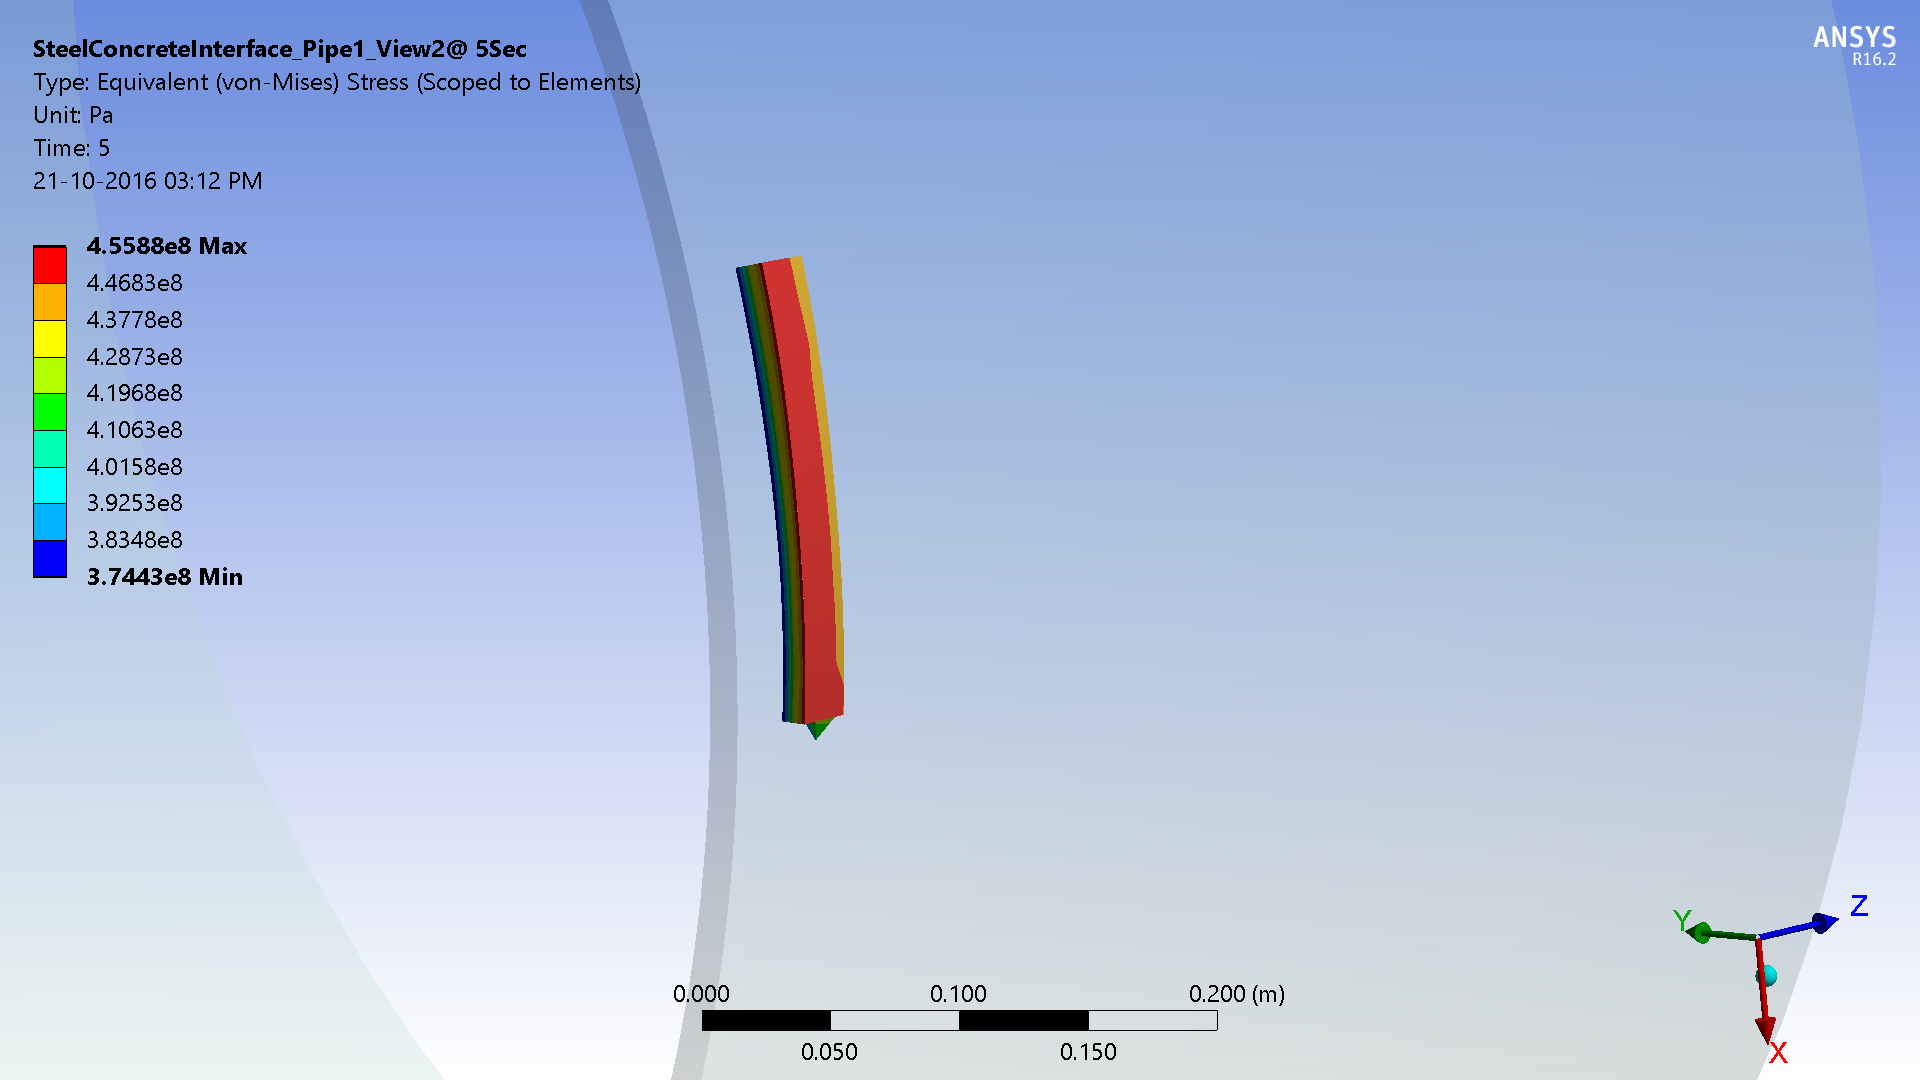 SteelConcreteInterface_Pipe1_View2@ 5Sec
Type: Equivalent (von-Mises) Stress (Scoped to Elements)
Unit: Pa
Time: 5
21-10-2016 03:12 PM
ANSYS
R16.2
4.5588e8 Max
4.4683e8
4.3778e8
4.2873e8
4.1968e8
4.1063e8
4.0158e8
3.9253e8
3.8348e8
3.7443e8 Min
0.000 0.100 0.200 (m)
0.050 0.150
Y
Z
X